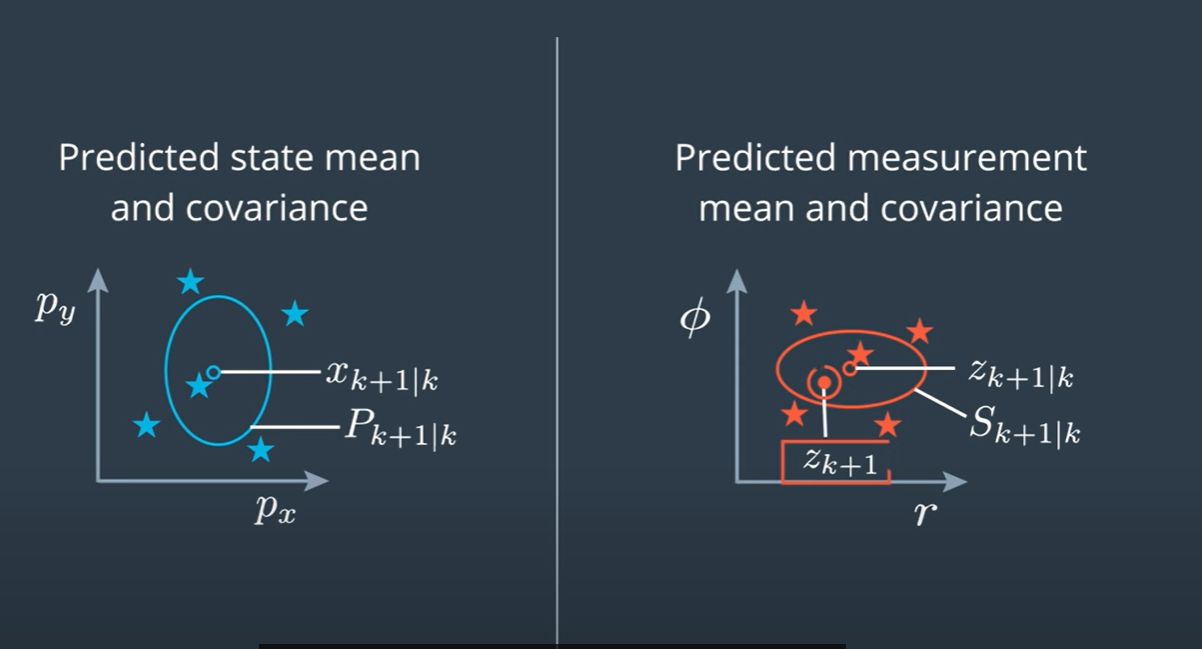 Predicted state mean
and covariance
p_y
x_{k+1|k}
P_{k+1|k}
p_x
Predicted measurement
mean and covariance
ϕ
z_{k+1|k}
S_{k+1|k}
z_{k+1}
r